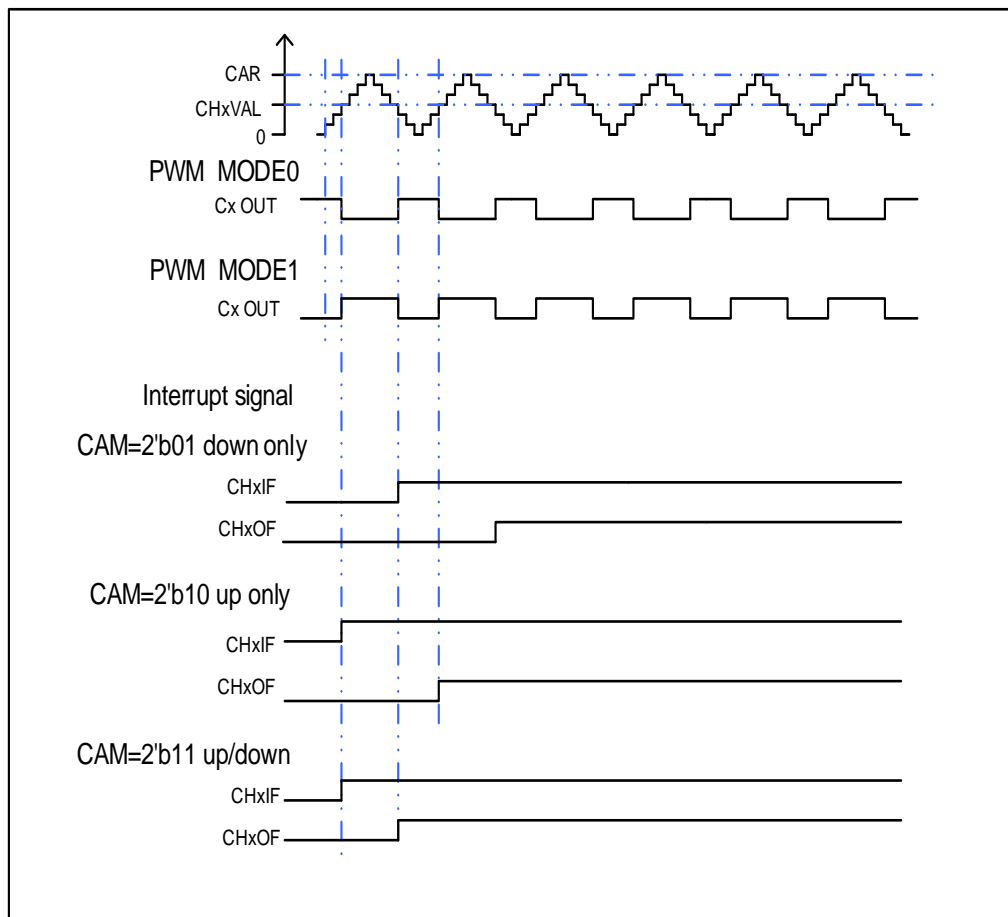 CAR
CHxVAL
0
PWM MODE0
Cx OUT
PWM MODE1
Cx OUT
Interrupt signal
CAM=2'b01 down only
CHxIF
CHxOF
CAM=2'b10 up only
CHxIF
CHxOF
CAM=2'b11 up/down
CHxIF
CHxOF